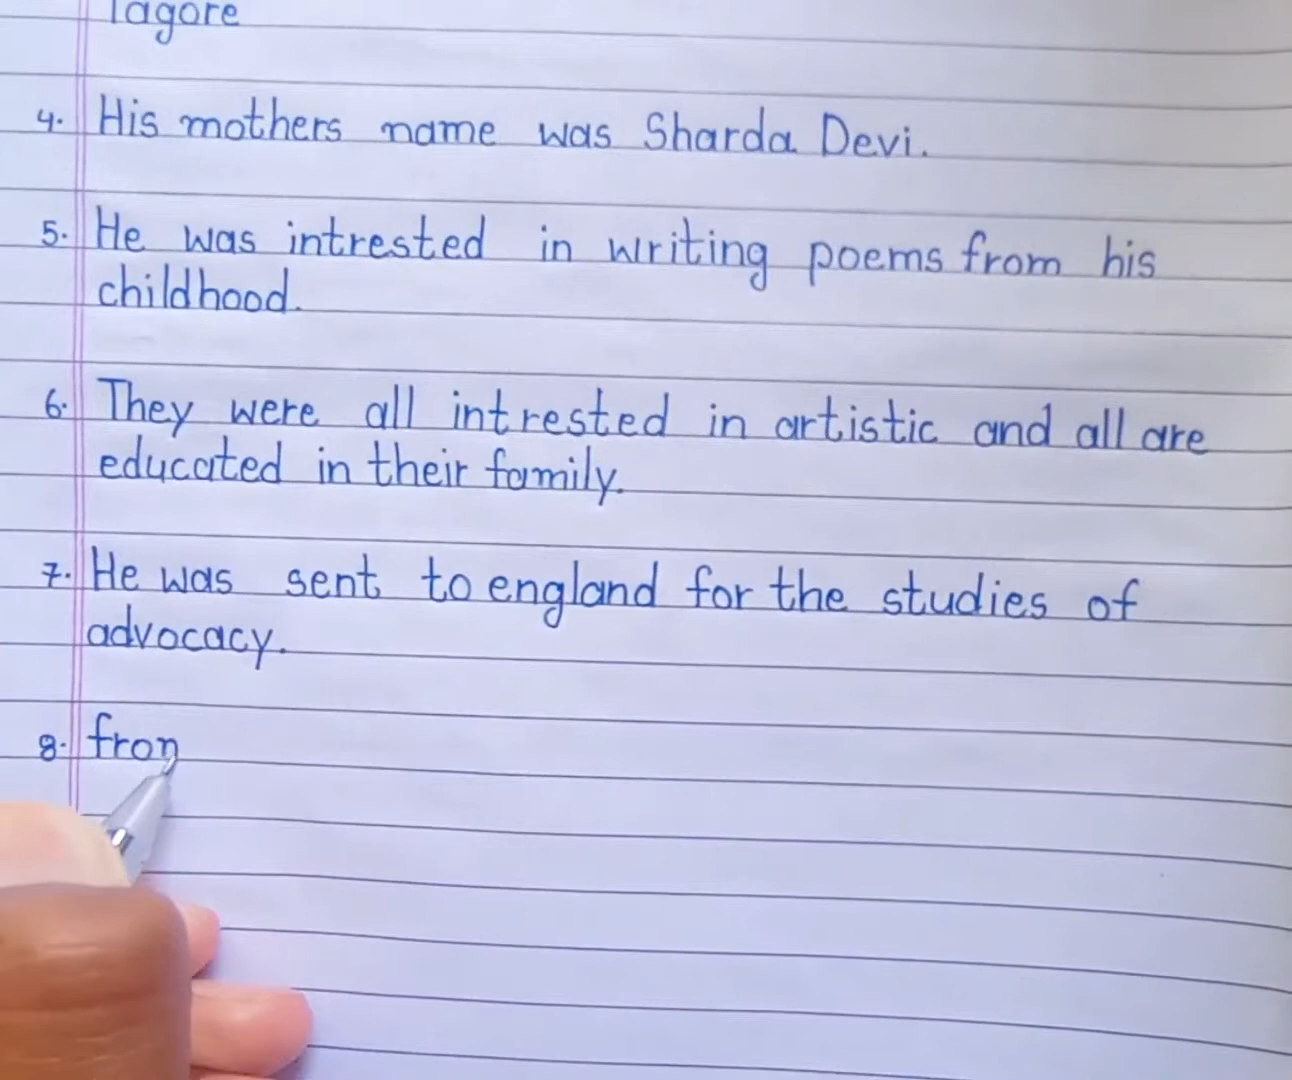 Tagore
4. His mothers name was Sharda Devi.
5. He was intrested in writing poems from his
childhood.
6. They were all intrested in artistic and all are
educated in their family.
7. He was sent to england for the studies of
advocacy.
8. fron